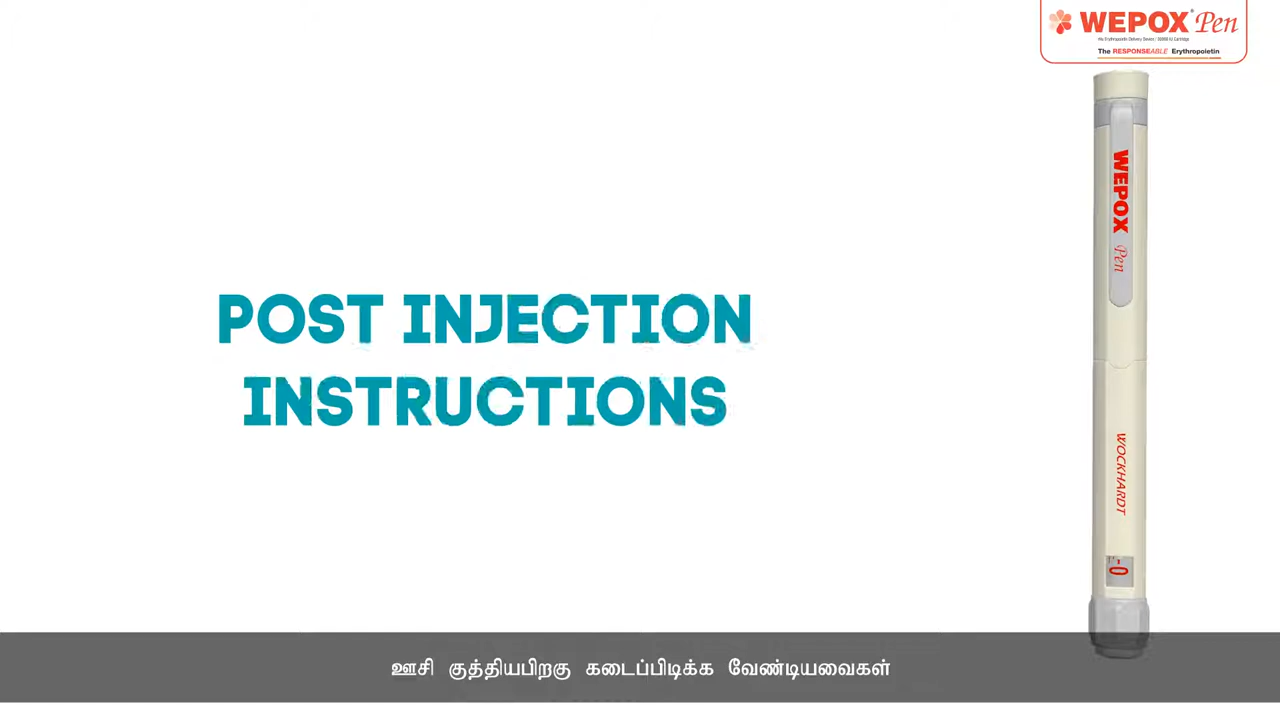 WEPOX® Pen
The RESPONSEABLE Erythropoietin
WEPOX Pen
POST INJECTION
INSTRUCTIONS
WOCKHARDT
-0
ஊசி குத்தியபிறகு கடைப்பிடிக்க வேண்டியவைகள்